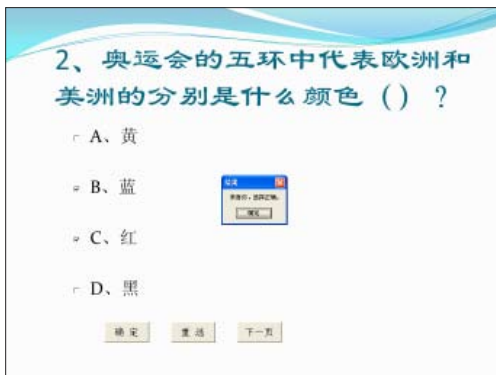 2、奥运会的五环中代表欧洲和
美洲的分别是什么颜色（）？
A、黄
B、蓝
C、红
D、黑
确 定
重 选
下一页